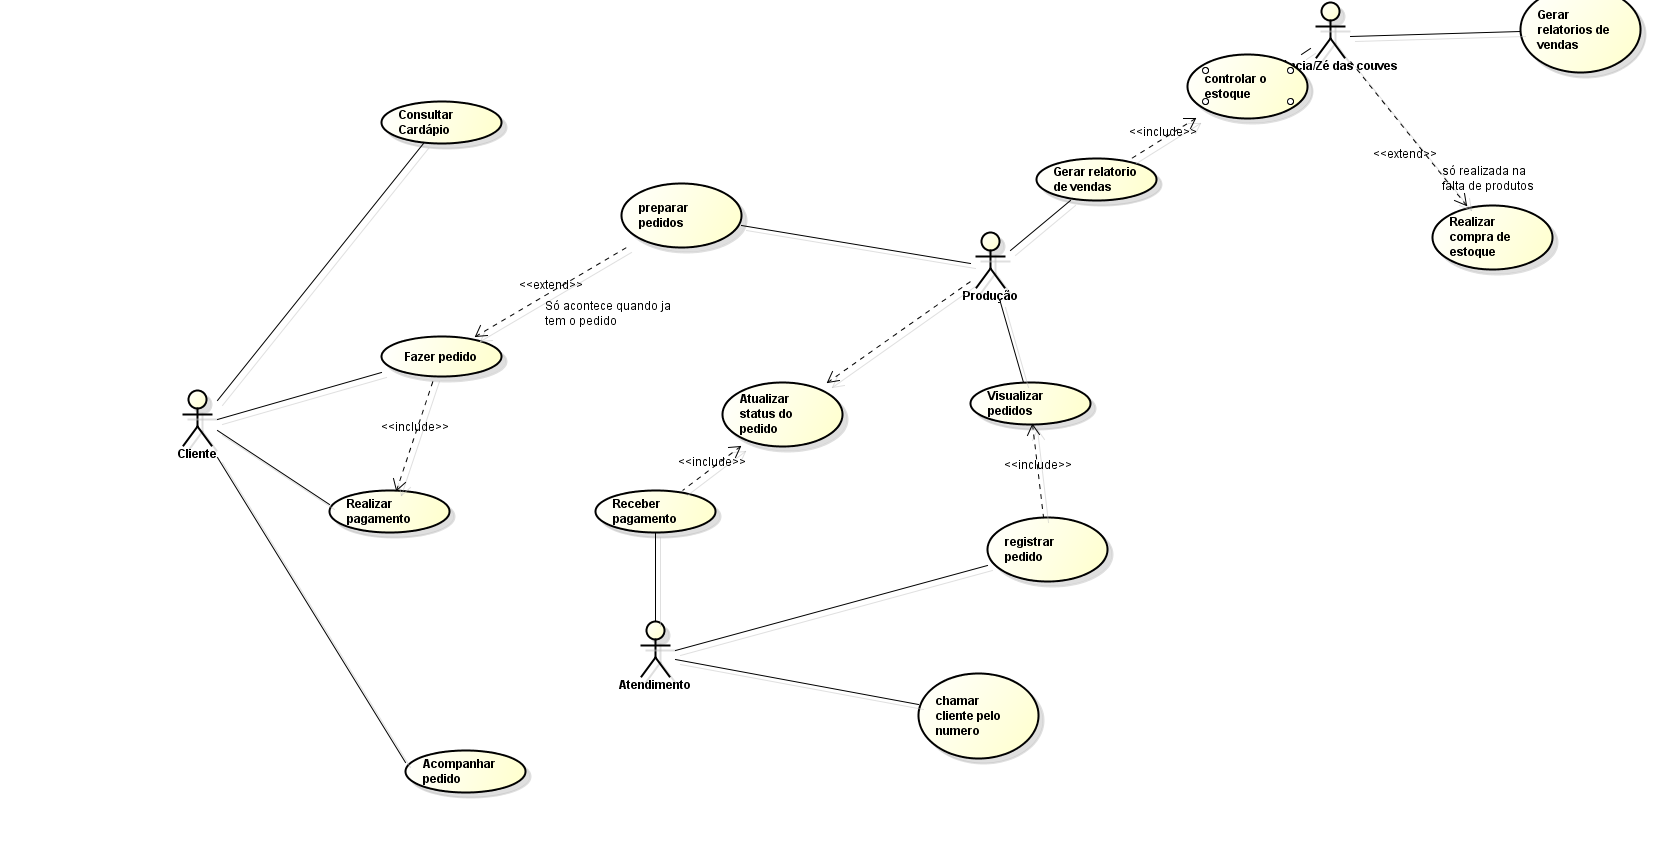 Gerar
relatorios de
vendas
Zé das couves
controlar o
estoque
Consultar
Cardápio
<<include>>
<<extend>>
só realizada na
falta de produtos
Gerar relatorio
de vendas
preparar
pedidos
Realizar
compra de
estoque
<<extend>>
Só acontece quando ja
tem o pedido
Produção
Fazer pedido
Atualizar
status do
pedido
Visualizar
pedidos
<<include>>
Cliente
<<include>>
<<include>>
Realizar
pagamento
Receber
pagamento
registrar
pedido
Atendimento
chamar
cliente pelo
numero
Acompanhar
pedido